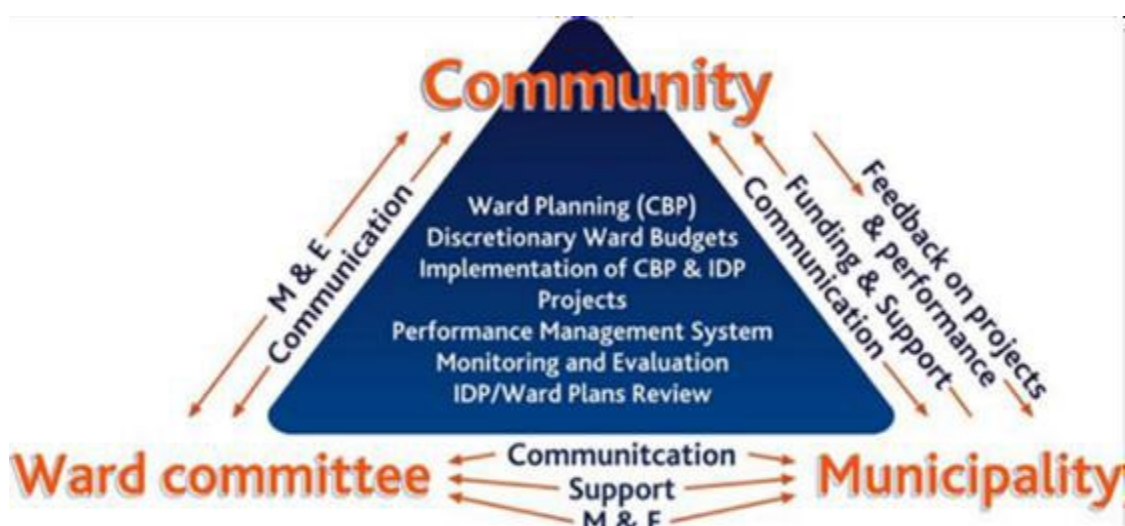 Community
M & E
Communication
Ward Planning (CBP)
Discretionary Ward Budgets
Implementation of CBP & IDP
Projects
Performance Management System
Monitoring and Evaluation
IDP/Ward Plans Review
Communication
Funding & Support
Feedback on projects
& performance
Ward committee
Communitcation
Support
M & E
Municipality